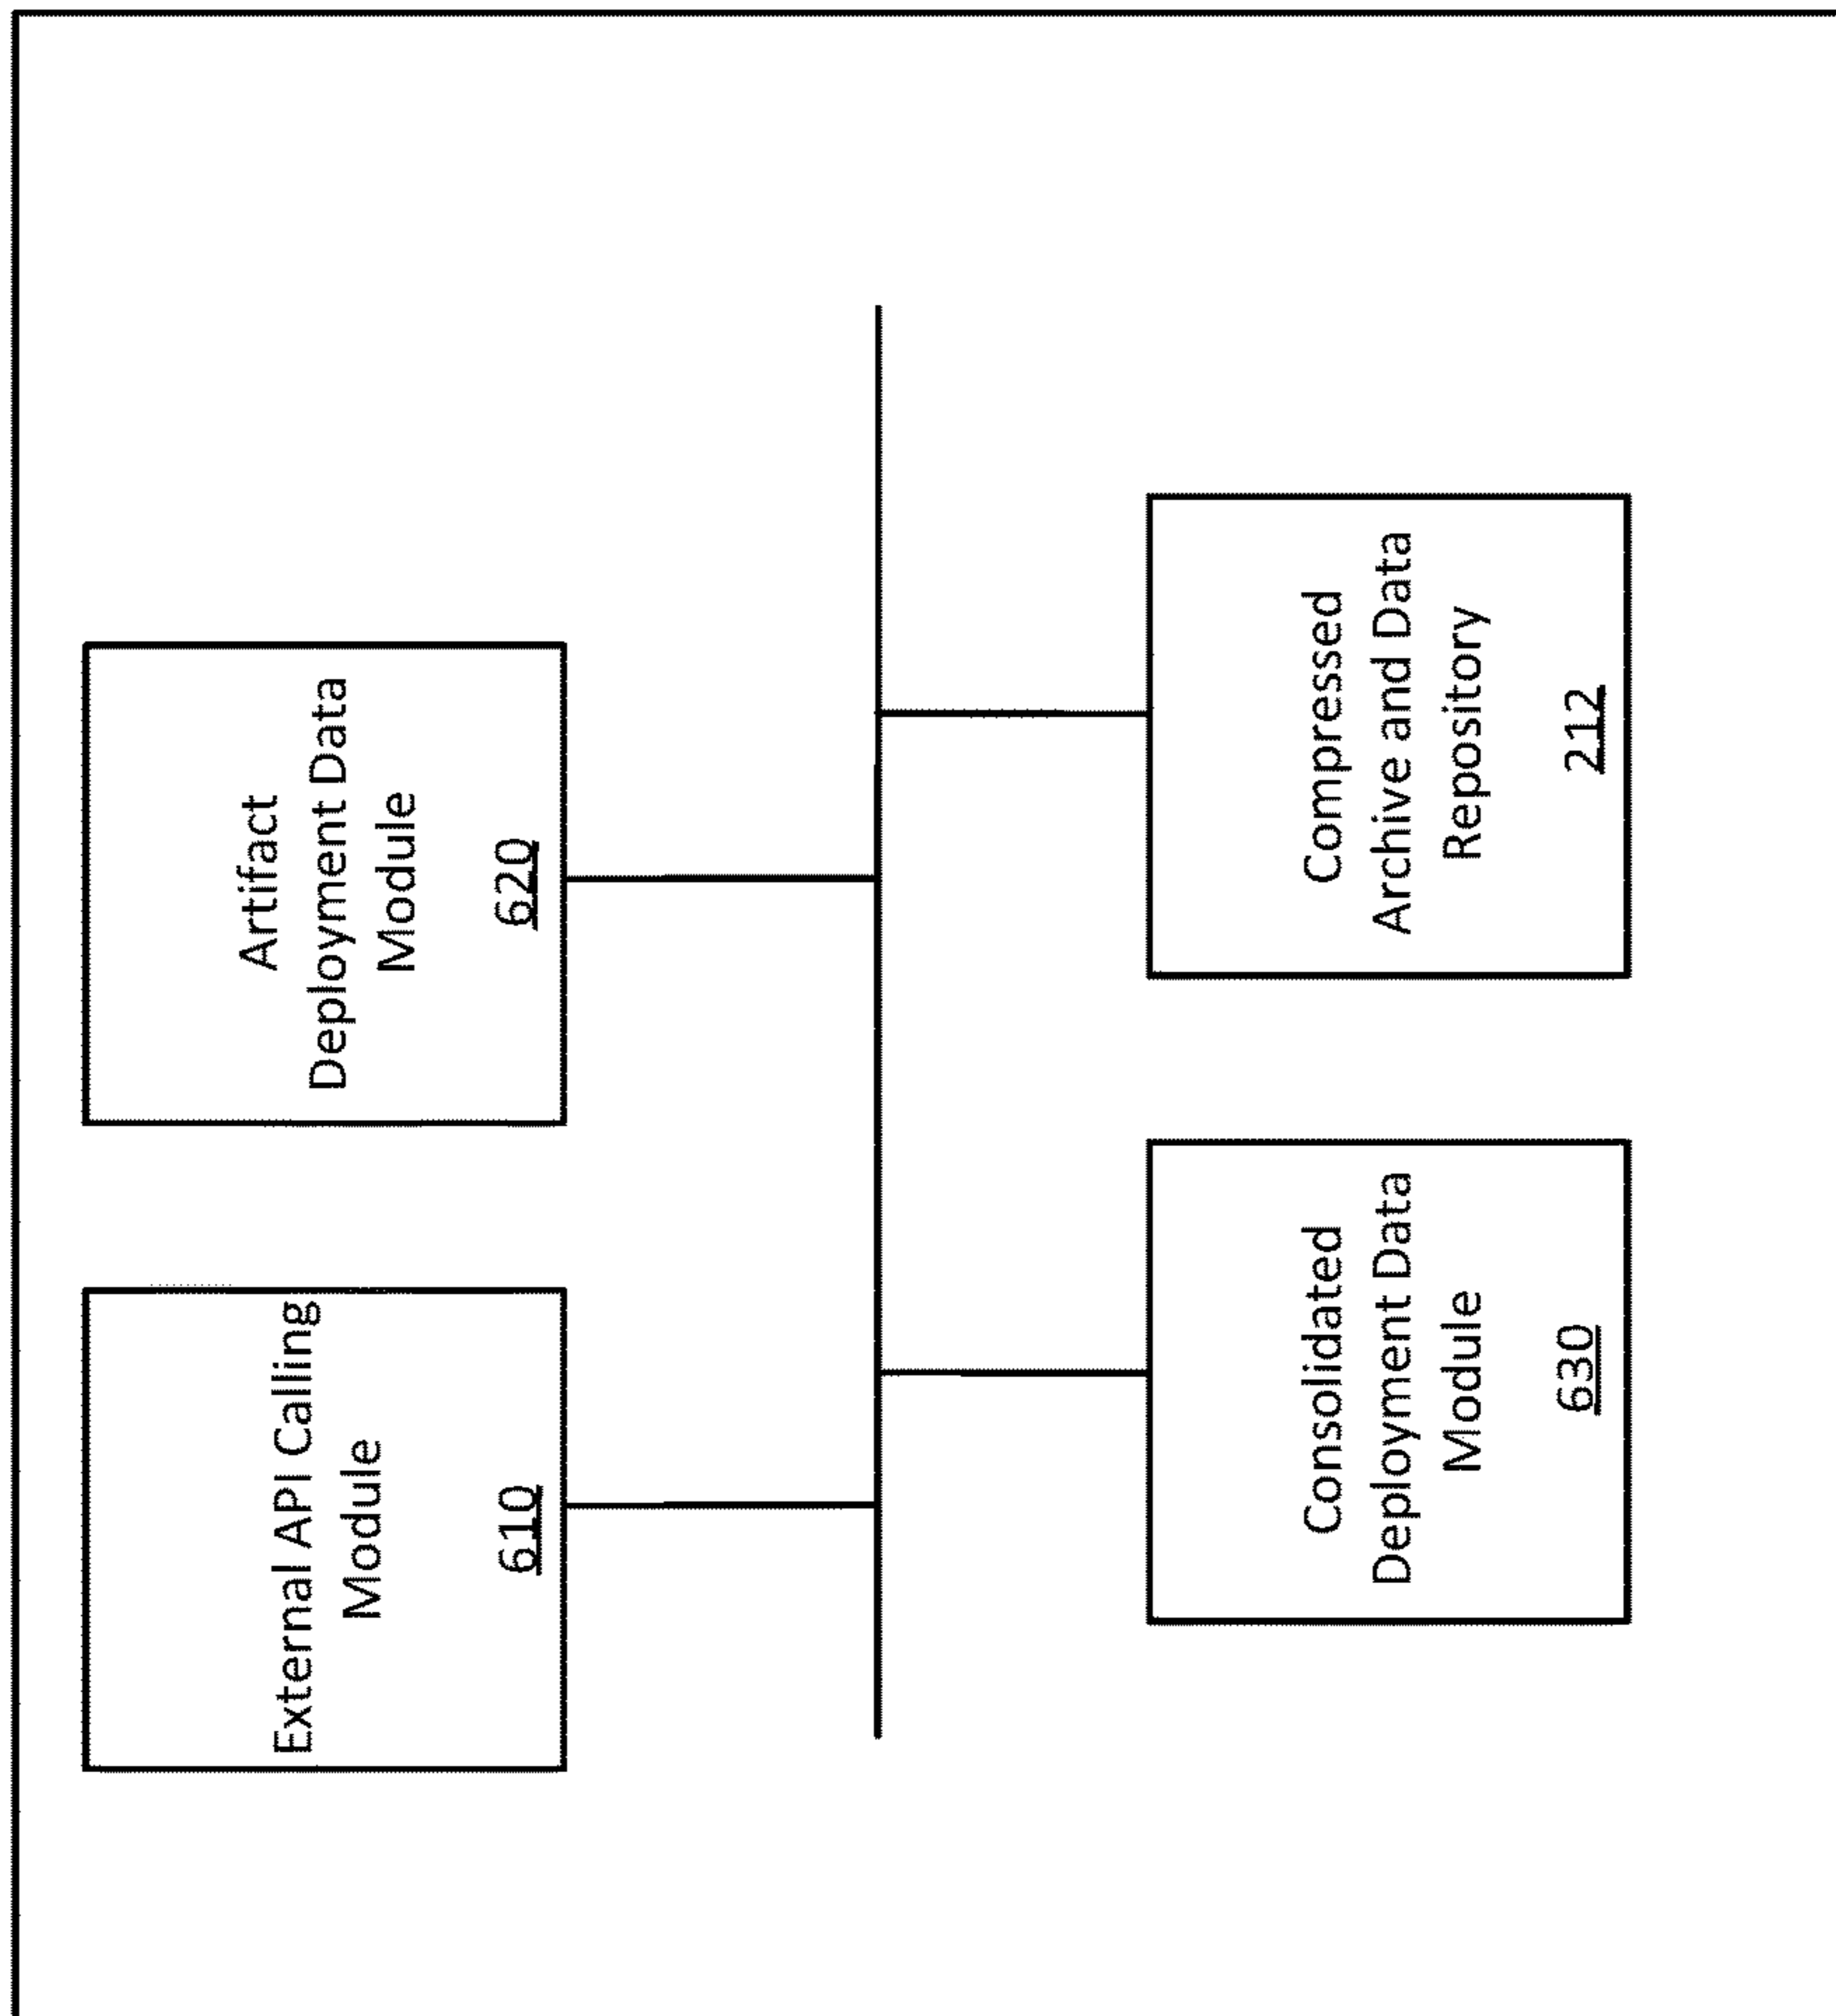 External API Calling
Module
610
Artifact
Deployment Data
Module
620
Consolidated
Deployment Data
Module
630
Compressed
Archive and Data
Repository
212